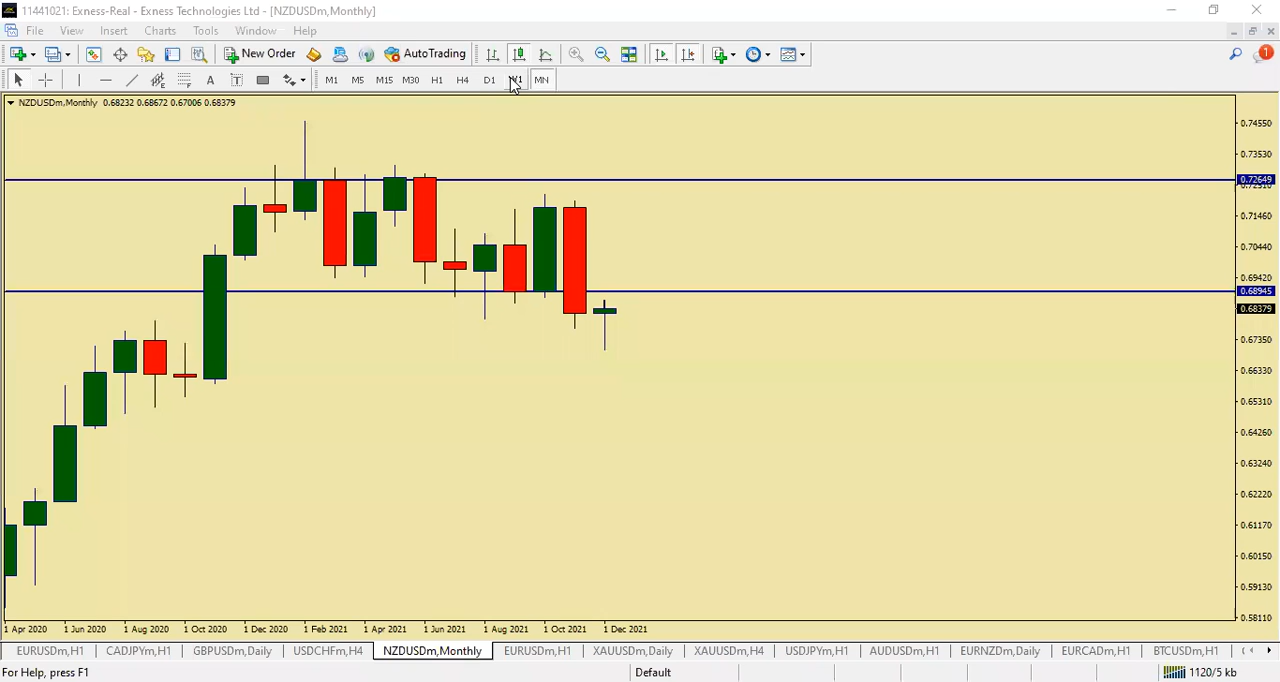 11441021: Exness-Real - Exness Technologies Ltd - [NZDUSDm,Monthly]
File View Insert Charts Tools Window Help
New Order AutoTrading 1
A T M1 M5 M15 M30 H1 H4 D1 W1 MN
NZDUSDm,Monthly 0.68232 0.68672 0.67006 0.68379
0.74550
0.73530
0.72649
0.71460
0.70440
0.69420
0.68945
0.68379
0.67350
0.66330
0.65310
0.64260
0.63240
0.62220
0.61170
0.60150
0.59130
0.58110
1 Apr 2020 1 Jun 2020 1 Aug 2020 1 Oct 2020 1 Dec 2020 1 Feb 2021 1 Apr 2021 1 Jun 2021 1 Aug 2021 1 Oct 2021 1 Dec 2021
EURUSDm,H1 CADJPYm,H1 GBPUSDm,Daily USDCHFm,H4 NZDUSDm,Monthly EURUSDm,H1 XAUUSDm,Daily XAUUSDm,H4 USDJPYm,H1 AUDUSDm,H1 EURNZDm,Daily EURCADm,H1 BTCUSDm,H1
For Help, press F1 Default 1120/5 kb